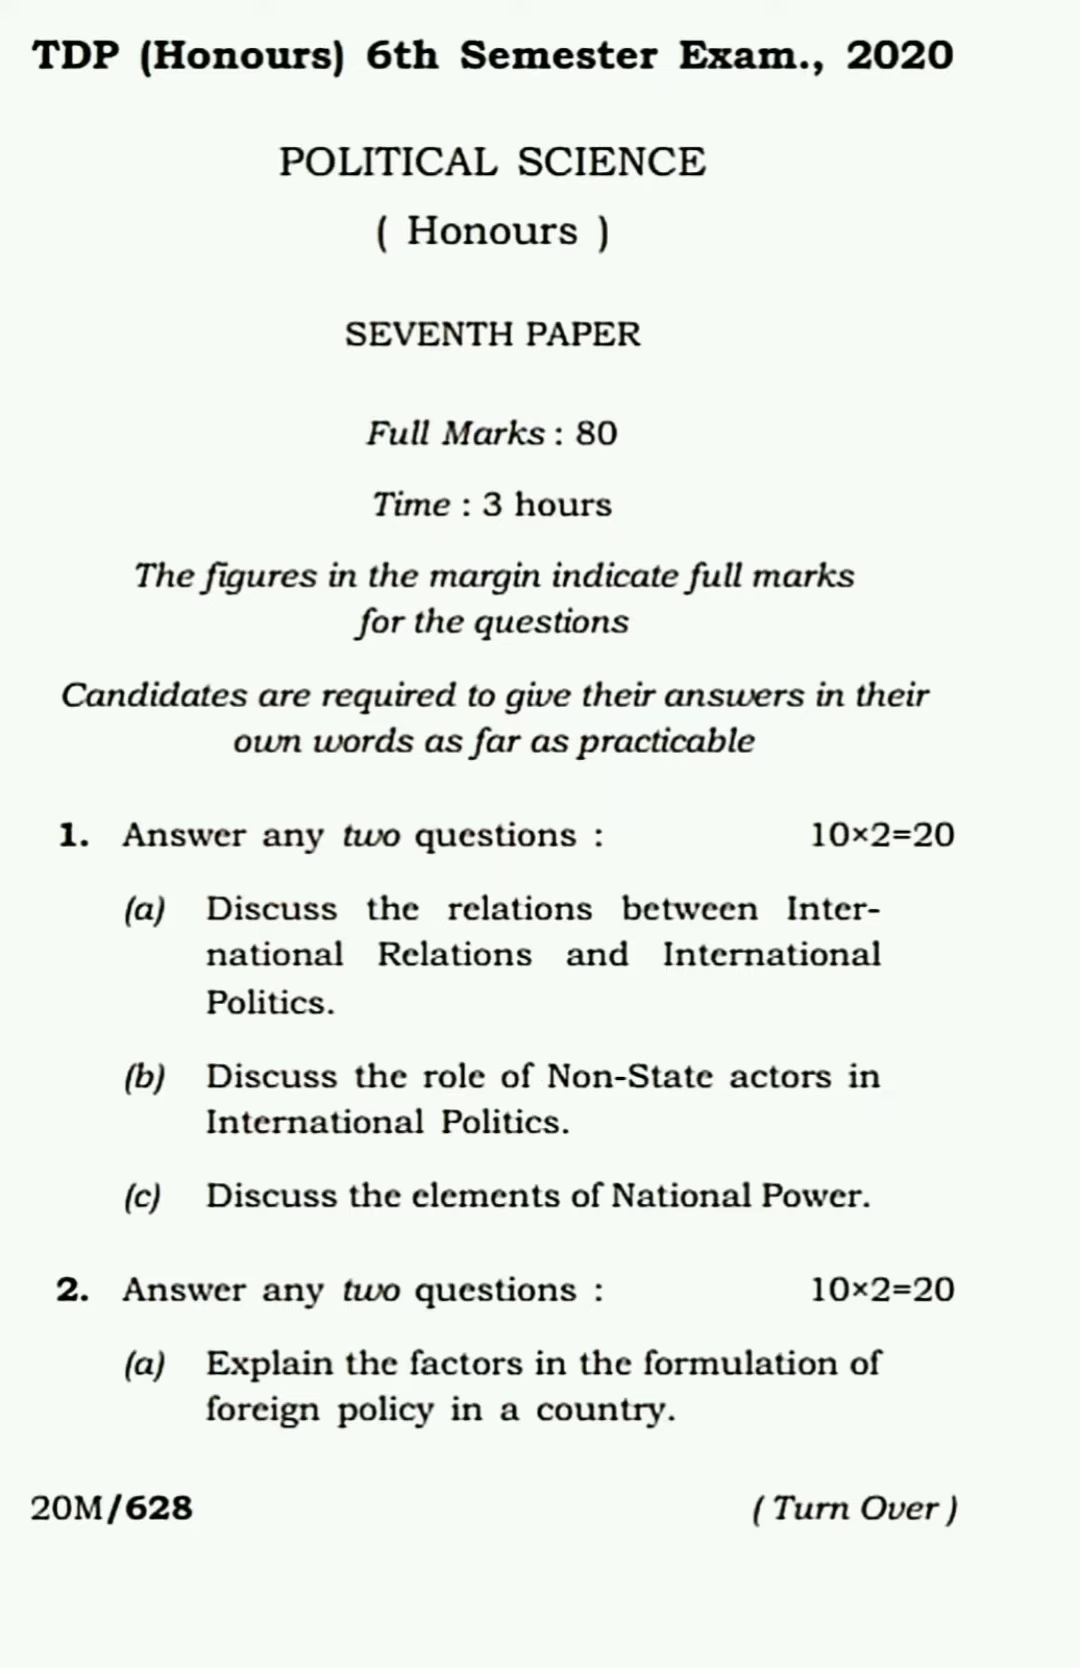 TDP (Honours) 6th Semester Exam., 2020
POLITICAL SCIENCE
( Honours )
SEVENTH PAPER
Full Marks : 80
Time : 3 hours
The figures in the margin indicate full marks
for the questions
Candidates are required to give their answers in their
own words as far as practicable
1. Answer any two questions : 10×2=20
(a) Discuss the relations between Inter-
national Relations and International
Politics.
(b) Discuss the role of Non-State actors in
International Politics.
(c) Discuss the elements of National Power.
2. Answer any two questions : 10×2=20
(a) Explain the factors in the formulation of
foreign policy in a country.
20M/628 ( Turn Over )